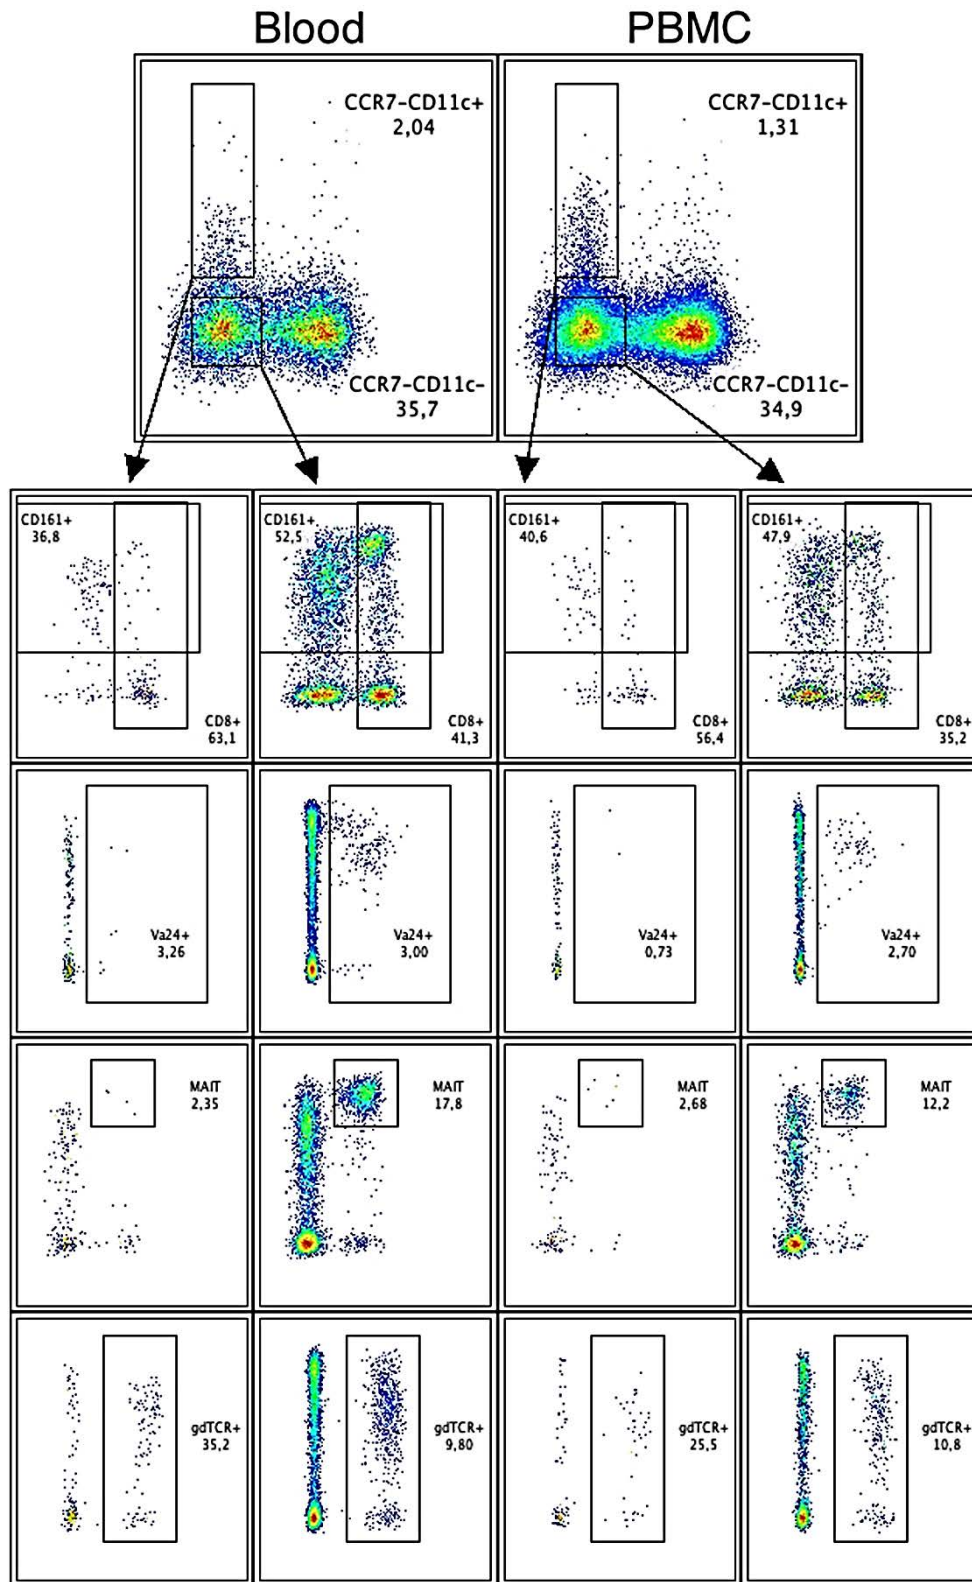 Blood
PBMC
CCR7-CD11c+
2,04
CCR7-CD11c-
35,7
CCR7-CD11c+
1,31
CCR7-CD11c-
34,9
CD161+
36,8
CD8+
63,1
CD161+
52,5
CD8+
41,3
CD161+
40,6
CD8+
56,4
CD161+
47,9
CD8+
35,2
Va24+
3,26
Va24+
3,00
Va24+
0,73
Va24+
2,70
MAIT
2,35
MAIT
17,8
MAIT
2,68
MAIT
12,2
gdTCR+
35,2
gdTCR+
9,80
gdTCR+
25,5
gdTCR+
10,8